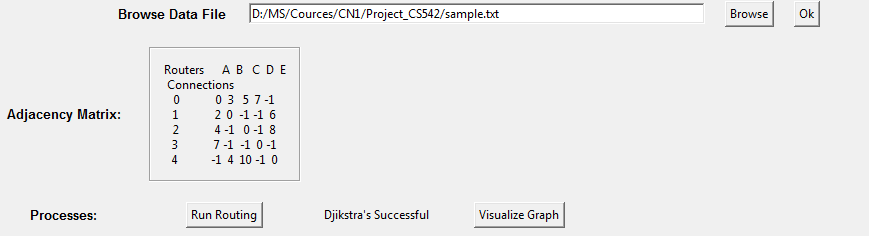 Browse Data File D:/MS/Cources/CN1/Project_CS542/sample.txt Browse Ok
Routers A B C D E
Connections
0 0 3 5 7 -1
Adjacency Matrix: 1 2 0 -1 -1 6
2 4 -1 0 -1 8
3 7 -1 -1 0 -1
4 -1 4 10 -1 0
Processes: Run Routing Djikstra's Successful Visualize Graph